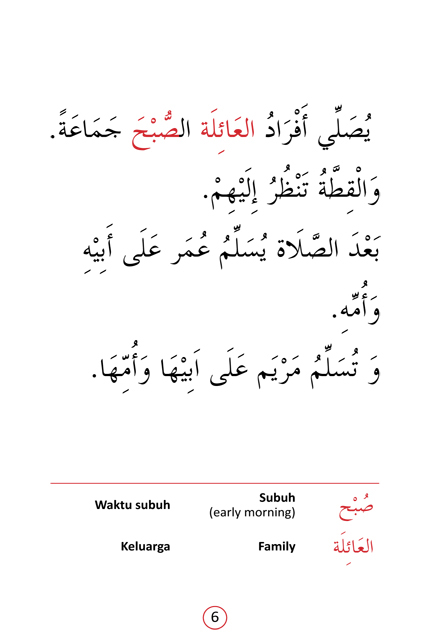 يُصَلِّي أَفْرَادُ العَائِلَة الصُّبْحَ جَمَاعَةً.
وَالْقِطَّةُ تَنْظُرُ إِلَيْهِمْ.
بَعْدَ الصَّلَاة يُسَلِّمُ عُمَر عَلَى أَبِيْهِ
وَأُمِّهِ.
وَ تُسَلِّمُ مَرْيَم عَلَى اَبِيْهَا وَأُمِّهَا.
صُبْح Subuh Waktu subuh
(early morning)
العَائِلَة Family Keluarga
6